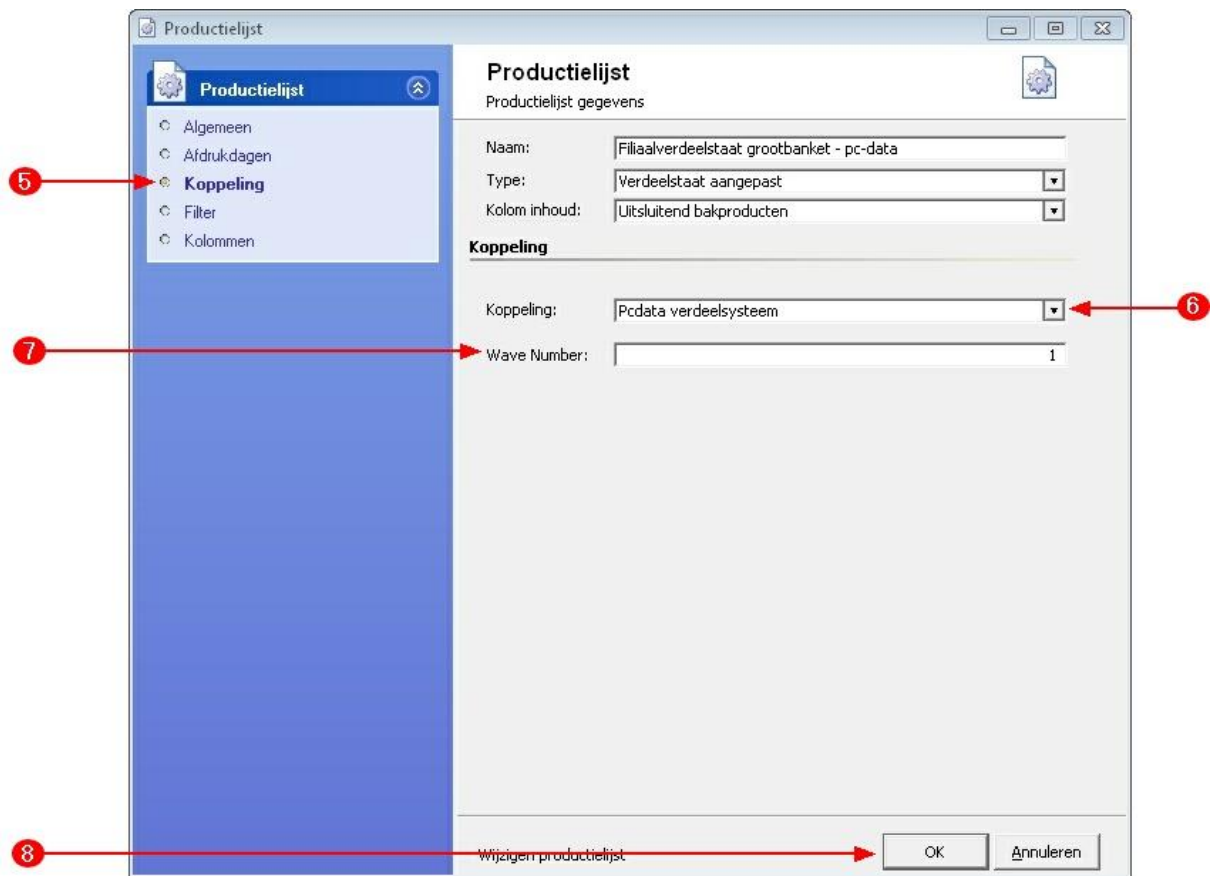 Productielijst
Productielijst
Algemeen
Afdrukdagen
Koppeling
Filter
Kolommen
Productielijst
Productielijst gegevens
Naam: Filiaalverdeelstaat grootbanket - pc-data
Type: Verdeelstaat aangepast
Kolom inhoud: Uitsluitend bakproducten
Koppeling
Koppeling: Pcdata verdeelsysteem
Wave Number: 1
5
6
7
8
Wijzigen productielijst
OK
Annuleren